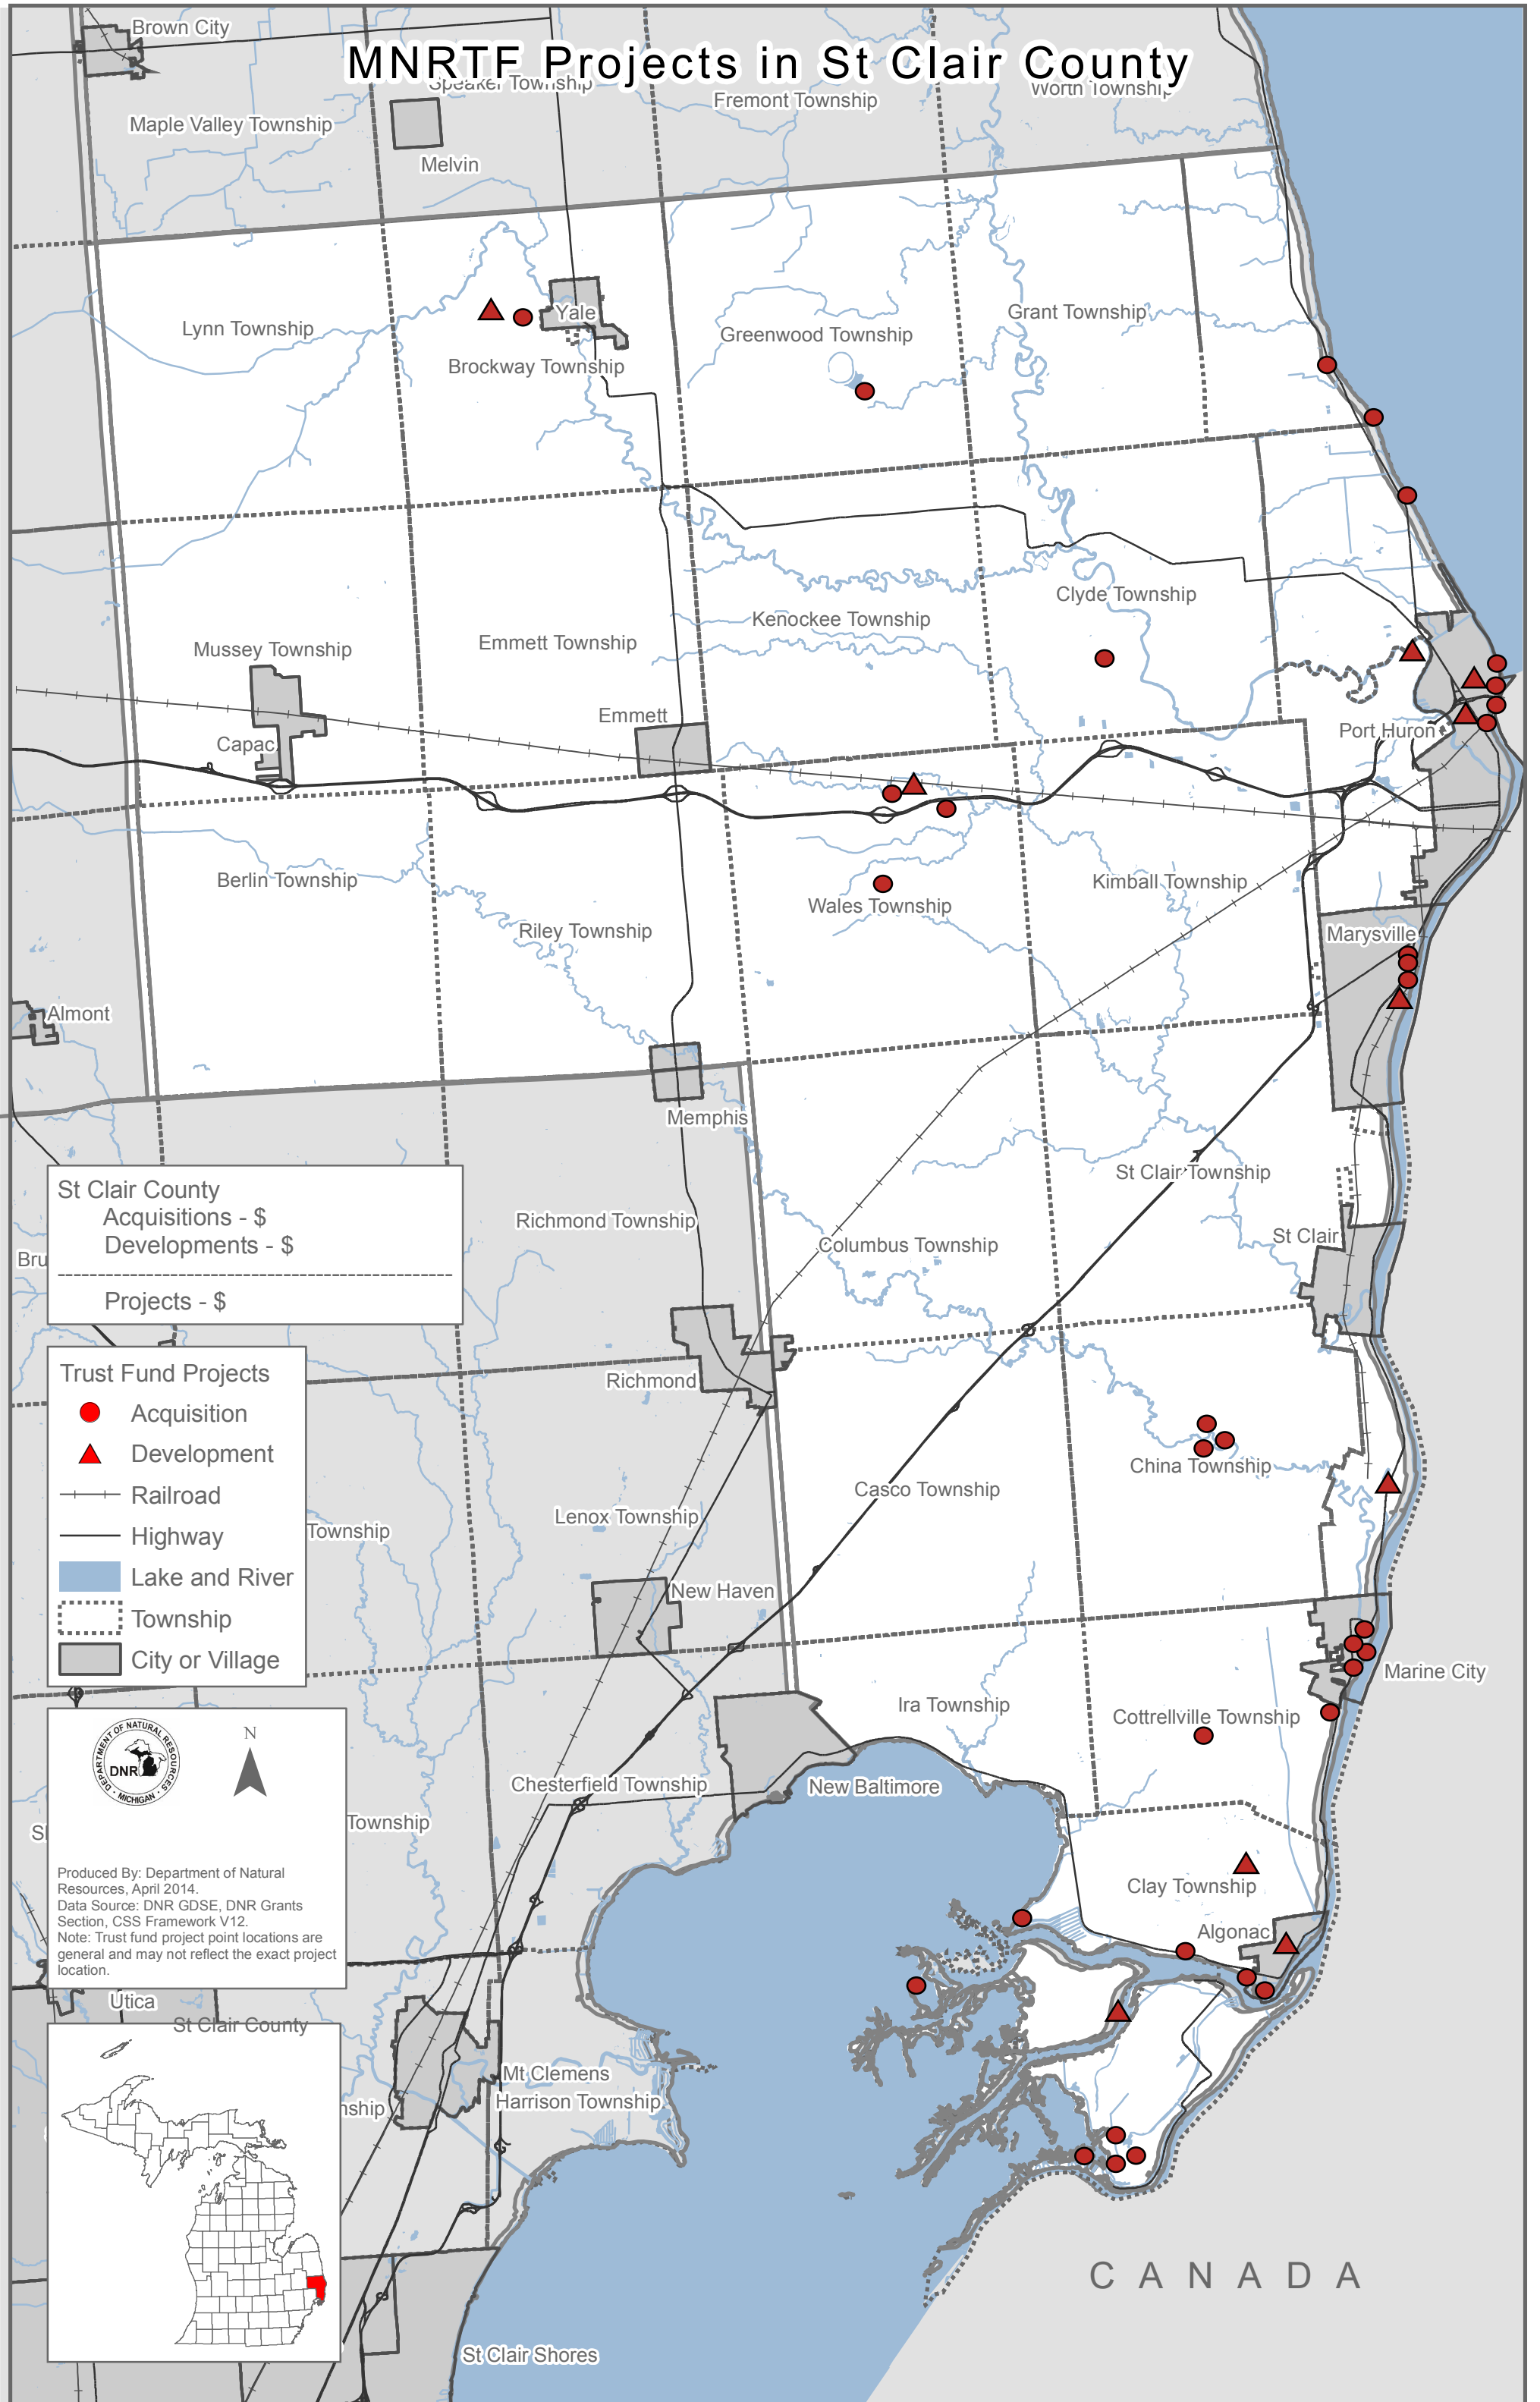 MNRTF Projects in St Clair County
Brown City
Speaker Township
Fremont Township
Worth Township
Maple Valley Township
Melvin
Lynn Township
Yale
Brockway Township
Greenwood Township
Grant Township
Mussey Township
Emmett Township
Kenockee Township
Clyde Township
Capac
Emmett
Port Huron
Berlin Township
Riley Township
Wales Township
Kimball Township
Marysville
Almont
Memphis
St Clair Township
St Clair
Richmond Township
Columbus Township
Bru
St Clair County
Acquisitions - $
Developments - $
Projects - $
Richmond
Trust Fund Projects
Acquisition
Development
Railroad
Highway
Lake and River
Township
City or Village
Township
Lenox Township
Casco Township
China Township
New Haven
Marine City
Ira Township
Cottrellville Township
Chesterfield Township
New Baltimore
Township
Clay Township
Algonac
DEPARTMENT OF NATURAL RESOURCES
DNR
MICHIGAN
N
Produced By: Department of Natural
Resources, April 2014.
Data Source: DNR GDSE, DNR Grants
Section, CSS Framework V12.
Note: Trust fund project point locations are
general and may not reflect the exact project
location.
Utica
St Clair County
Mt Clemens
Harrison Township
nship
CANADA
St Clair Shores